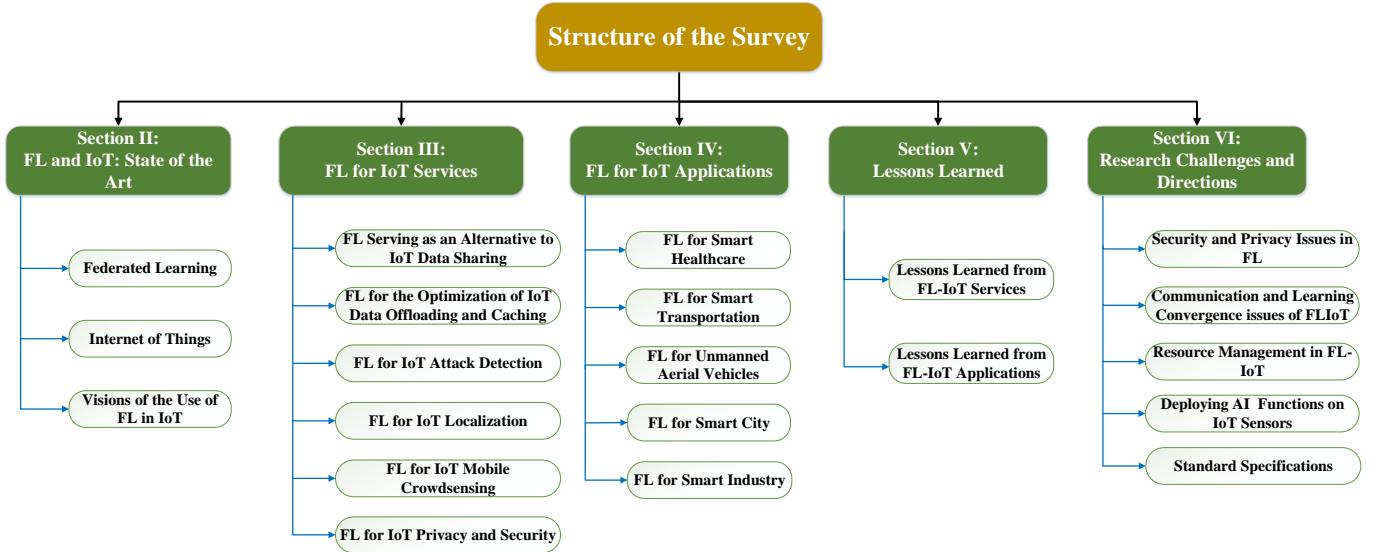 Structure of the Survey
Section II:
FL and IoT: State of the
Art
Federated Learning
Internet of Things
Visions of the Use of
FL in IoT
Section III:
FL for IoT Services
FL Serving as an Alternative to
IoT Data Sharing
FL for the Optimization of IoT
Data Offloading and Caching
FL for IoT Attack Detection
FL for IoT Localization
FL for IoT Mobile
Crowdsensing
FL for IoT Privacy and Security
Section IV:
FL for IoT Applications
FL for Smart
Healthcare
FL for Smart
Transportation
FL for Unmanned
Aerial Vehicles
FL for Smart City
FL for Smart Industry
Section V:
Lessons Learned
Lessons Learned from
FL-IoT Services
Lessons Learned from
FL-IoT Applications
Section VI:
Research Challenges and
Directions
Security and Privacy Issues in
FL
Communication and Learning
Convergence issues of FLIoT
Resource Management in FL-
IoT
Deploying AI Functions on
IoT Sensors
Standard Specifications